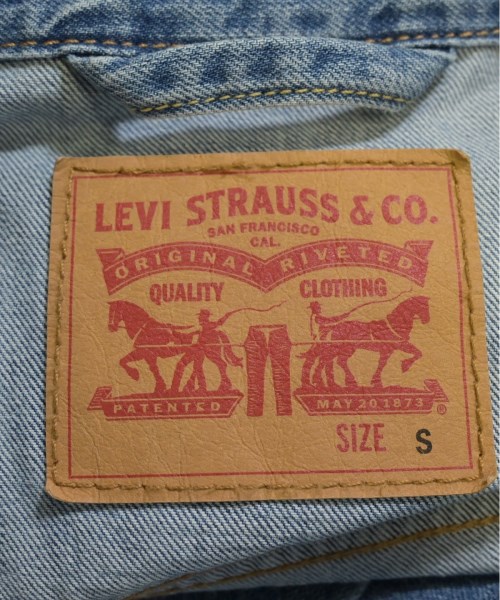 LEVI STRAUSS & CO.
SAN FRANCISCO
CAL.
ORIGINAL RIVETED
QUALITY CLOTHING
PATENTED MAY 20 1873 ®
SIZE S